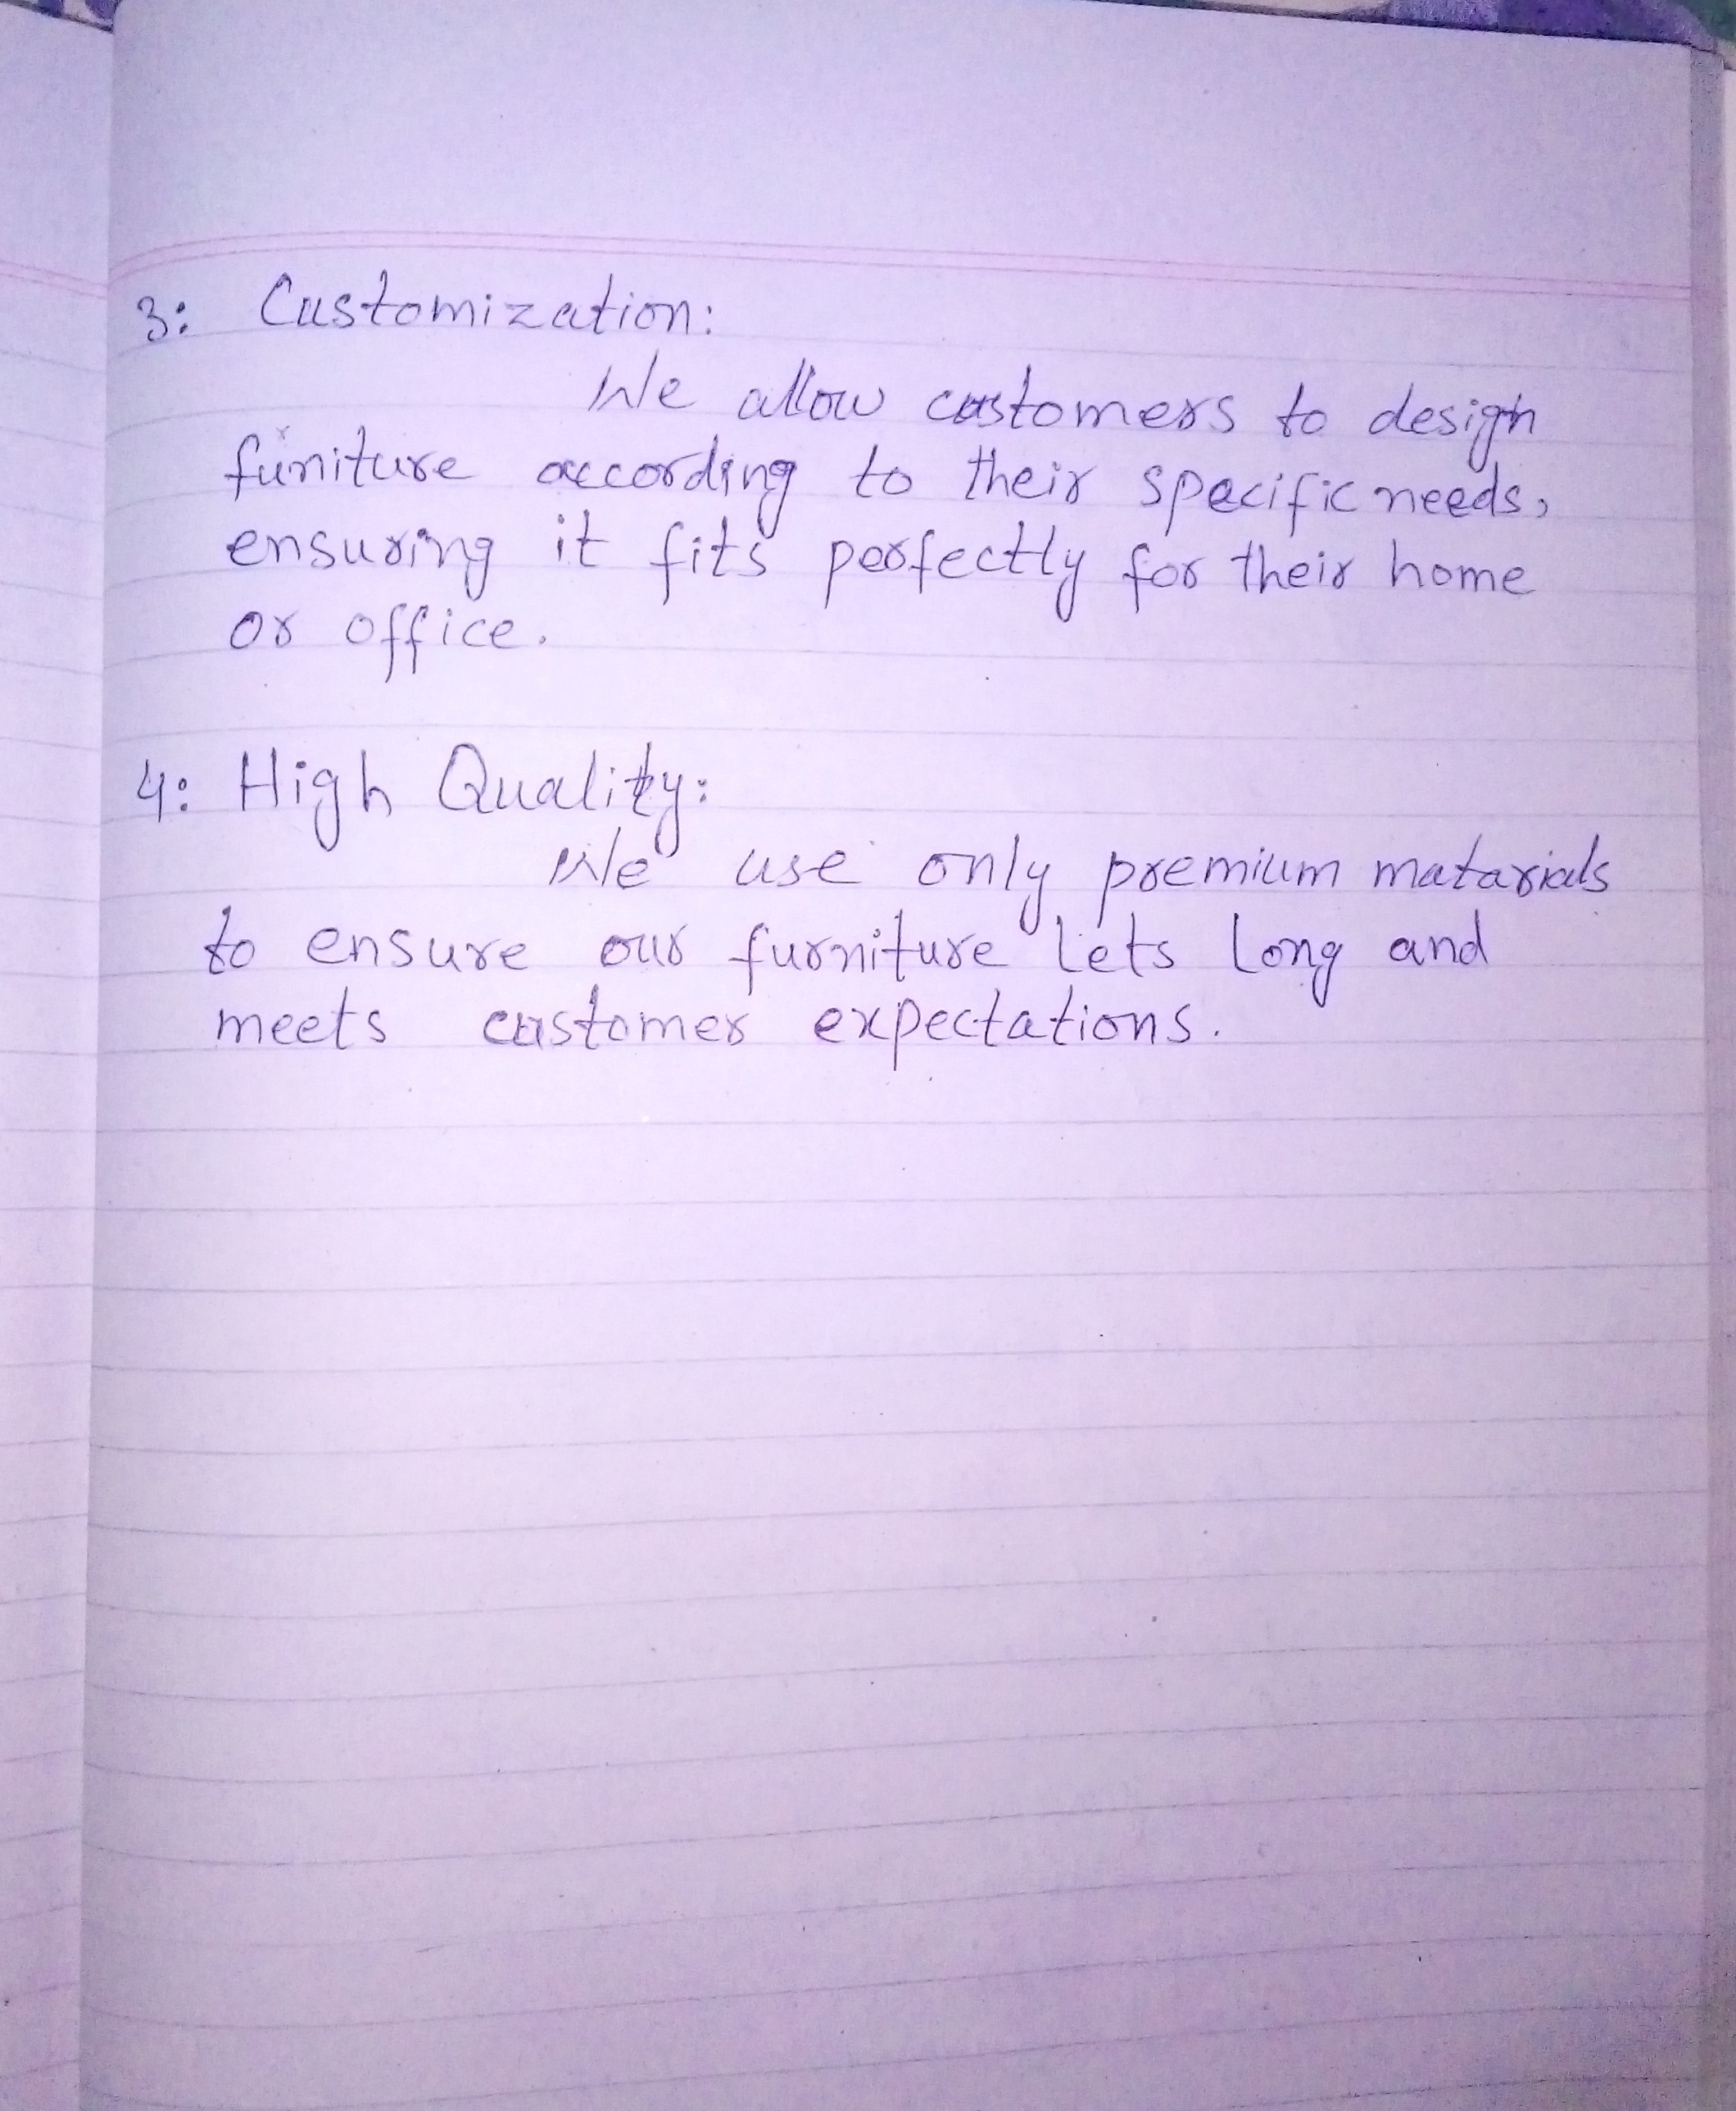 3: Customization:
We allow customers to design
furniture according to their specific needs,
ensuring it fits perfectly for their home
or office.
4: High Quality:
We use only premium matarials
to ensure our furniture lets long and
meets customer expectations.